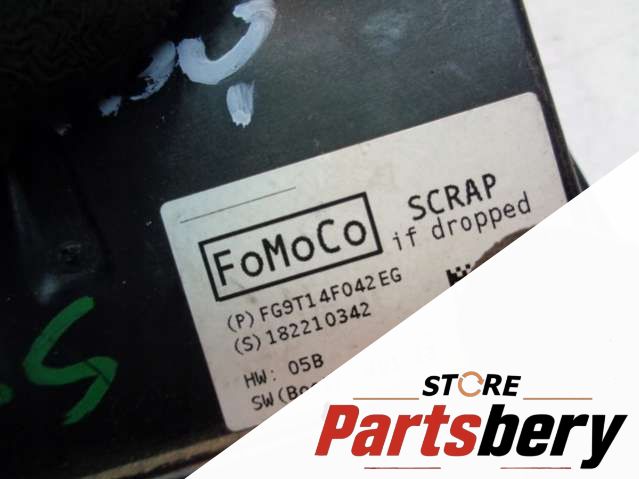 FoMoCo
SCRAP
if dropped
(P) FG9T14F042EG
(S) 182210342
HW: 05B
STORE
Partsbery